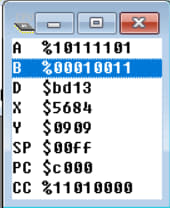 A %10111101
B %00010011
D $bd13
X $5684
Y $0909
SP $00ff
PC $c000
CC %11010000